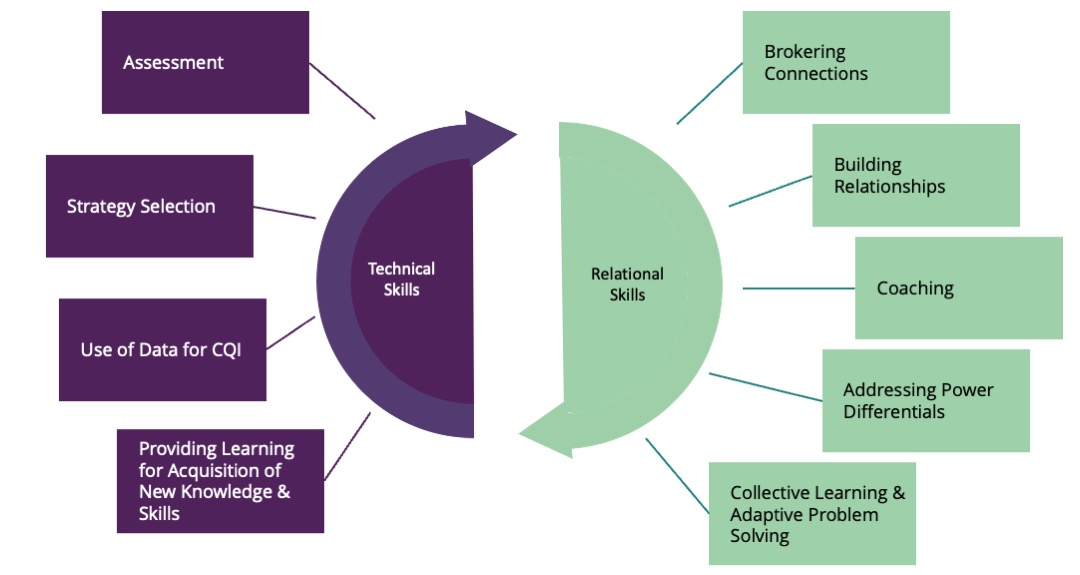 Assessment
Strategy Selection
Use of Data for CQI
Providing Learning
for Acquisition of
New Knowledge &
Skills
Technical
Skills
Relational
Skills
Brokering
Connections
Building
Relationships
Coaching
Addressing Power
Differentials
Collective Learning &
Adaptive Problem
Solving